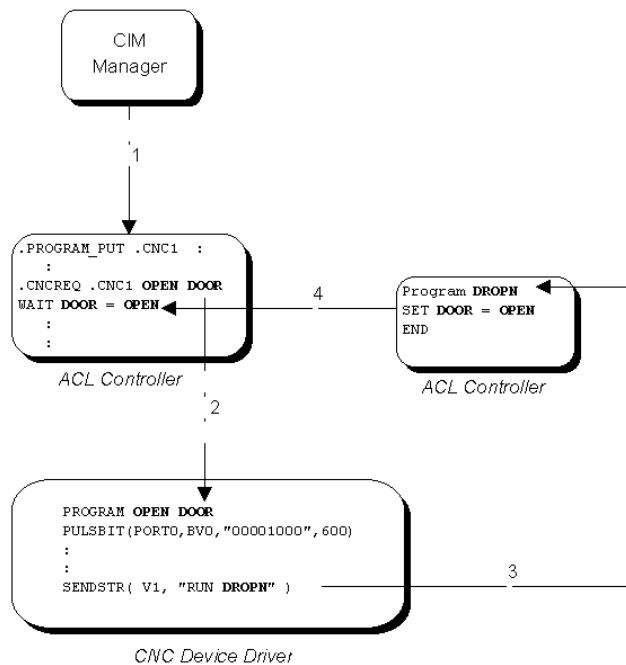 CIM
Manager
1
.PROGRAM_PUT .CNC1 :
:
.CNCREQ .CNC1 OPEN DOOR
WAIT DOOR = OPEN
:
:
ACL Controller
4
Program DROPN
SET DOOR = OPEN
END
ACL Controller
2
PROGRAM OPEN DOOR
PULSBIT(PORT0,BV0,"00001000",600)
:
:
SENDSTR( V1, "RUN DROPN" )
3
CNC Device Driver